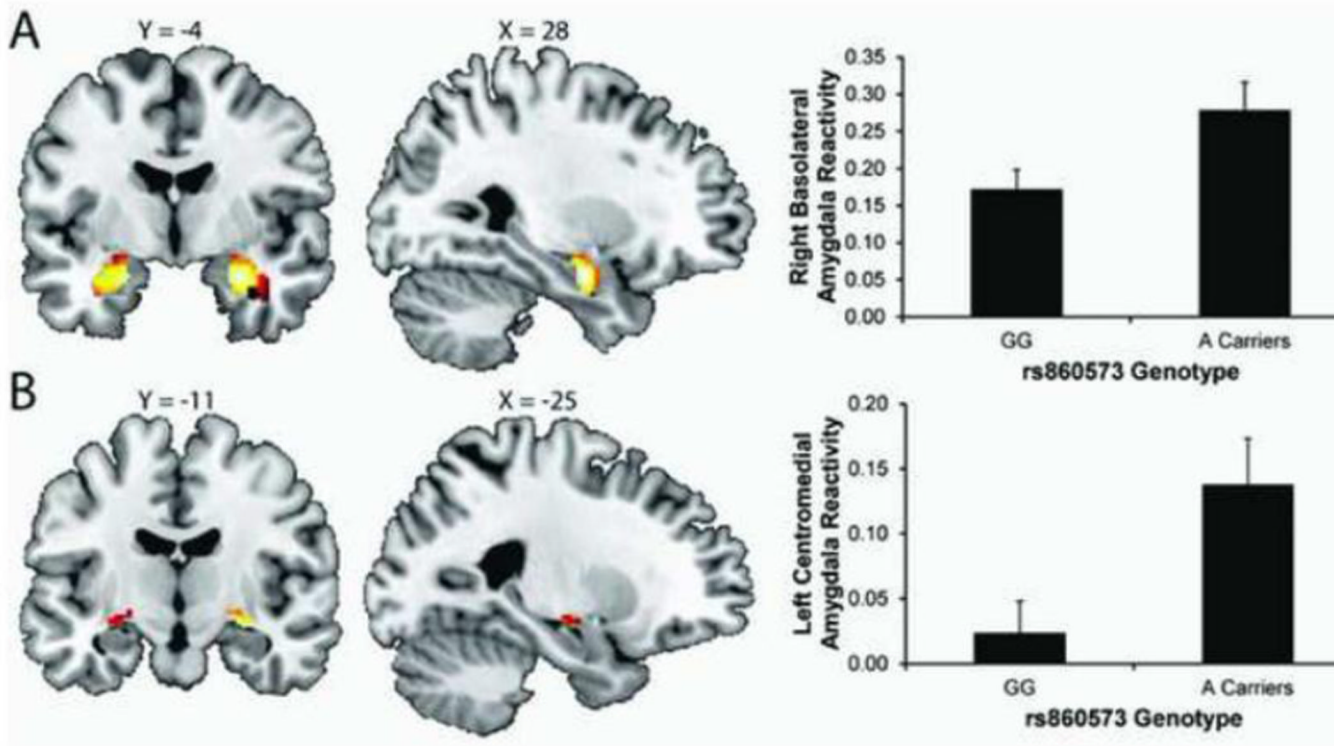 A
Y = -4
X = 28
Right Basolateral
Amygdala Reactivity
0.35
0.30
0.25
0.20
0.15
0.10
0.05
0.00
GG
A Carriers
rs860573 Genotype
B
Y = -11
X = -25
Left Centromedial
Amygdala Reactivity
0.20
0.15
0.10
0.05
0.00
GG
A Carriers
rs860573 Genotype